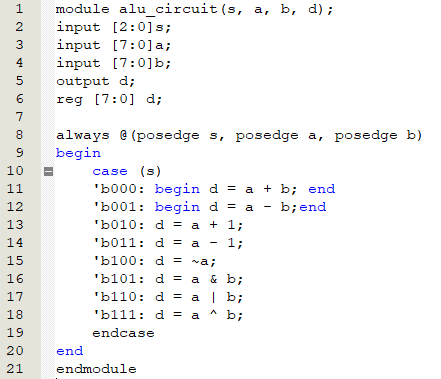 1 module alu_circuit(s, a, b, d);
2 input [2:0]s;
3 input [7:0]a;
4 input [7:0]b;
5 output d;
6 reg [7:0] d;
7
8 always @(posedge s, posedge a, posedge b)
9 begin
10 case (s)
11 'b000: begin d = a + b; end
12 'b001: begin d = a - b;end
13 'b010: d = a + 1;
14 'b011: d = a - 1;
15 'b100: d = ~a;
16 'b101: d = a & b;
17 'b110: d = a | b;
18 'b111: d = a ^ b;
19 endcase
20 end
21 endmodule